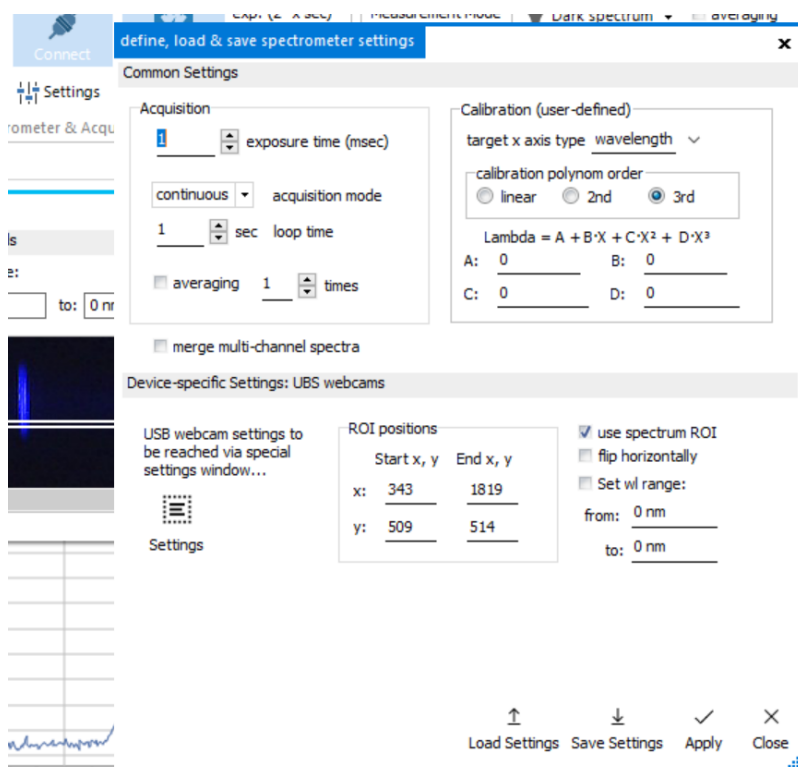 exp. (2^x sec) Measurement Mode Dark spectrum averaging
Connect
define, load & save spectrometer settings
Common Settings
Settings
rometer & Acqu
Acquisition
1 exposure time (msec)
continuous acquisition mode
1 sec loop time
averaging 1 times
merge multi-channel spectra
Calibration (user-defined)
target x axis type wavelength
calibration polynom order
linear 2nd 3rd
Lambda = A + B·X + C·X² + D·X³
A: 0 B: 0
C: 0 D: 0
ls
e:
to: 0 nm
Device-specific Settings: UBS webcams
USB webcam settings to
be reached via special
settings window...
Settings
ROI positions
Start x, y End x, y
x: 343 1819
y: 509 514
use spectrum ROI
flip horizontally
Set wl range:
from: 0 nm
to: 0 nm
Load Settings Save Settings Apply Close